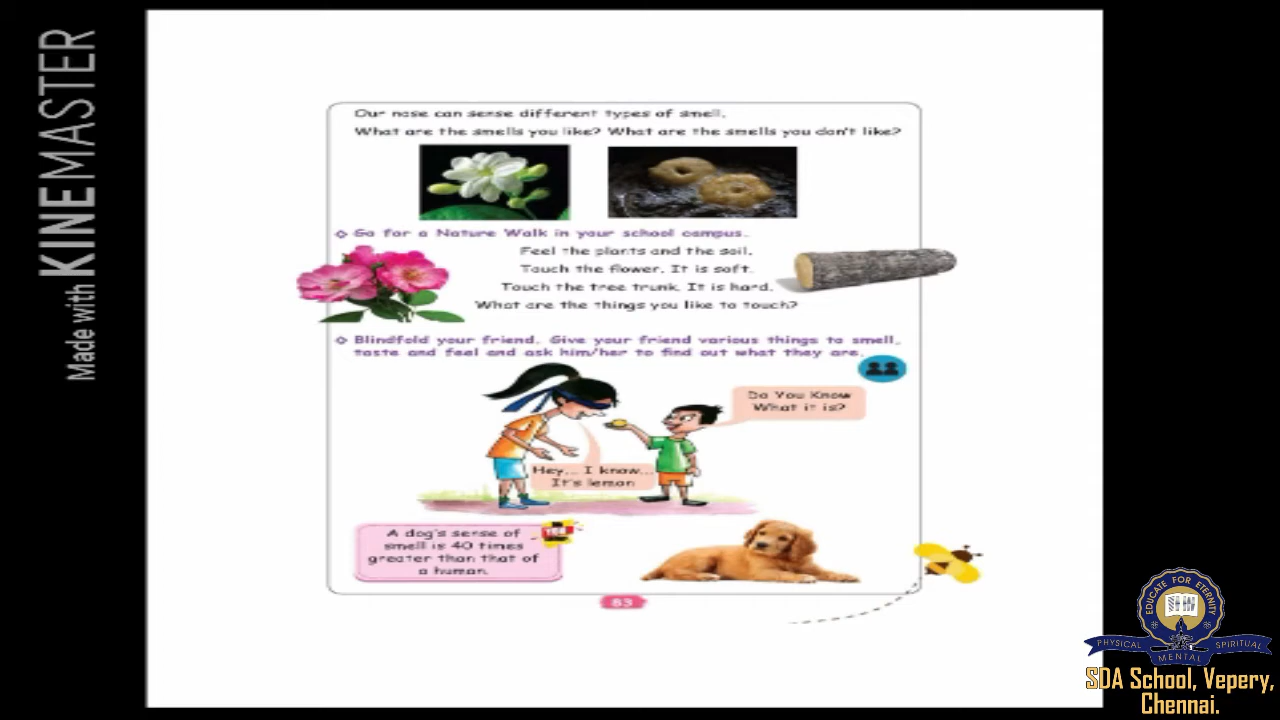 Made with KINEMASTER
Our nose can sense different types of smell.
What are the smells you like? What are the smells you don't like?
Go for a Nature Walk in your school campus.
Feel the plants and the soil.
Touch the flower. It is soft.
Touch the tree trunk. It is hard.
What are the things you like to touch?
Blindfold your friend. Give your friend various things to smell,
taste and feel and ask him/her to find out what they are.
Do You Know
What it is?
Hey... I know...
It's lemon
A dog's sense of
smell is 40 times
greater than that of
a human.
83
EDUCATE FOR ETERNITY
PHYSICAL
MENTAL
SPIRITUAL
SDA School, Vepery,
Chennai.